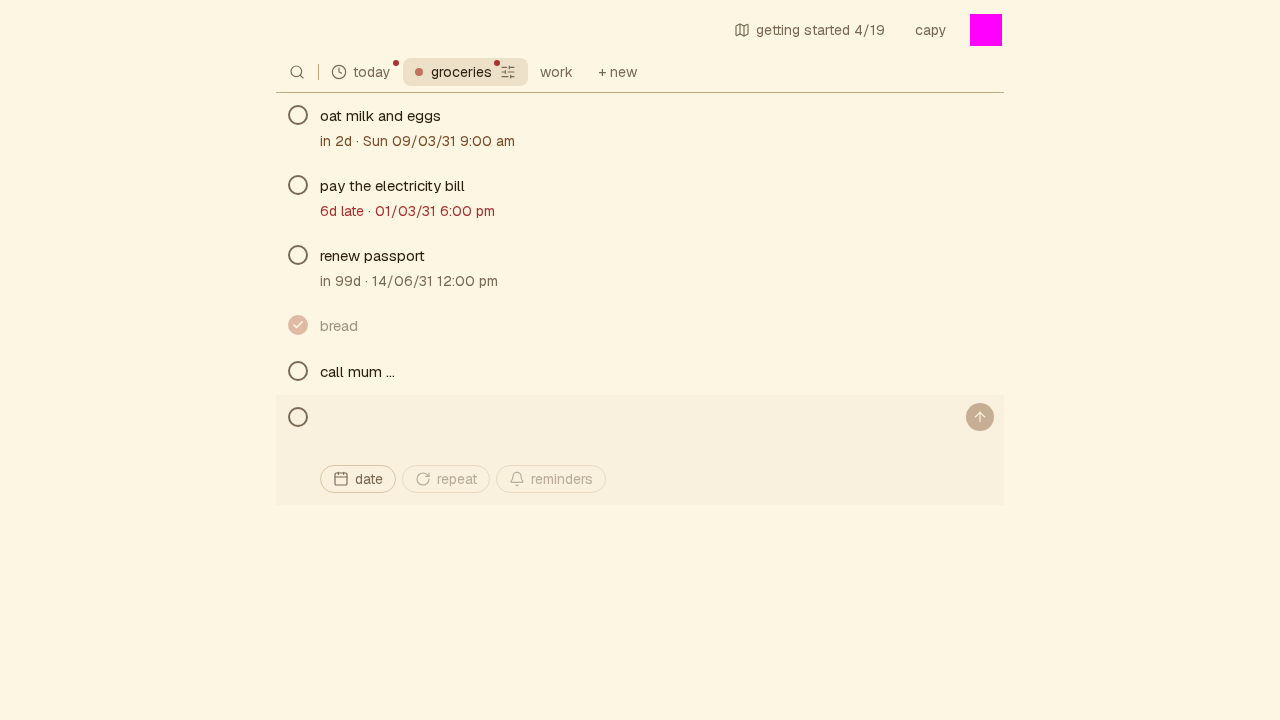 getting started 4/19
capy
today
groceries
work
+ new
oat milk and eggs
in 2d · Sun 09/03/31 9:00 am
pay the electricity bill
6d late · 01/03/31 6:00 pm
renew passport
in 99d · 14/06/31 12:00 pm
bread
call mum ...
date
repeat
reminders